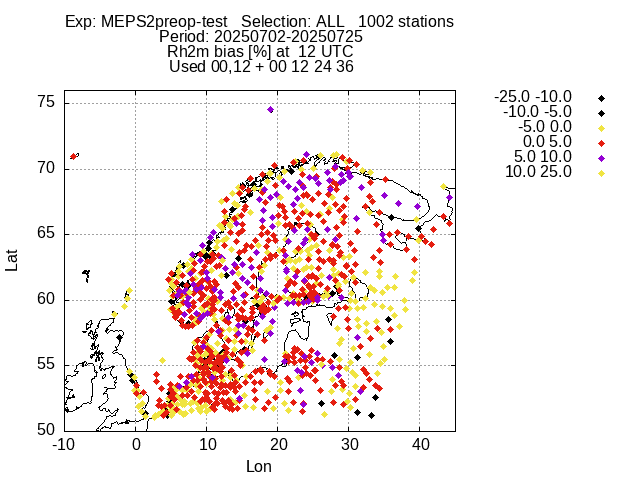 Exp: MEPS2preop-test Selection: ALL 1002 stations
Period: 20250702-20250725
Rh2m bias [%] at 12 UTC
Used 00,12 + 00 12 24 36
-25.0 -10.0
-10.0 -5.0
-5.0 0.0
0.0 5.0
5.0 10.0
10.0 25.0
75
70
65
60
55
50
Lat
-10 0 10 20 30 40
Lon